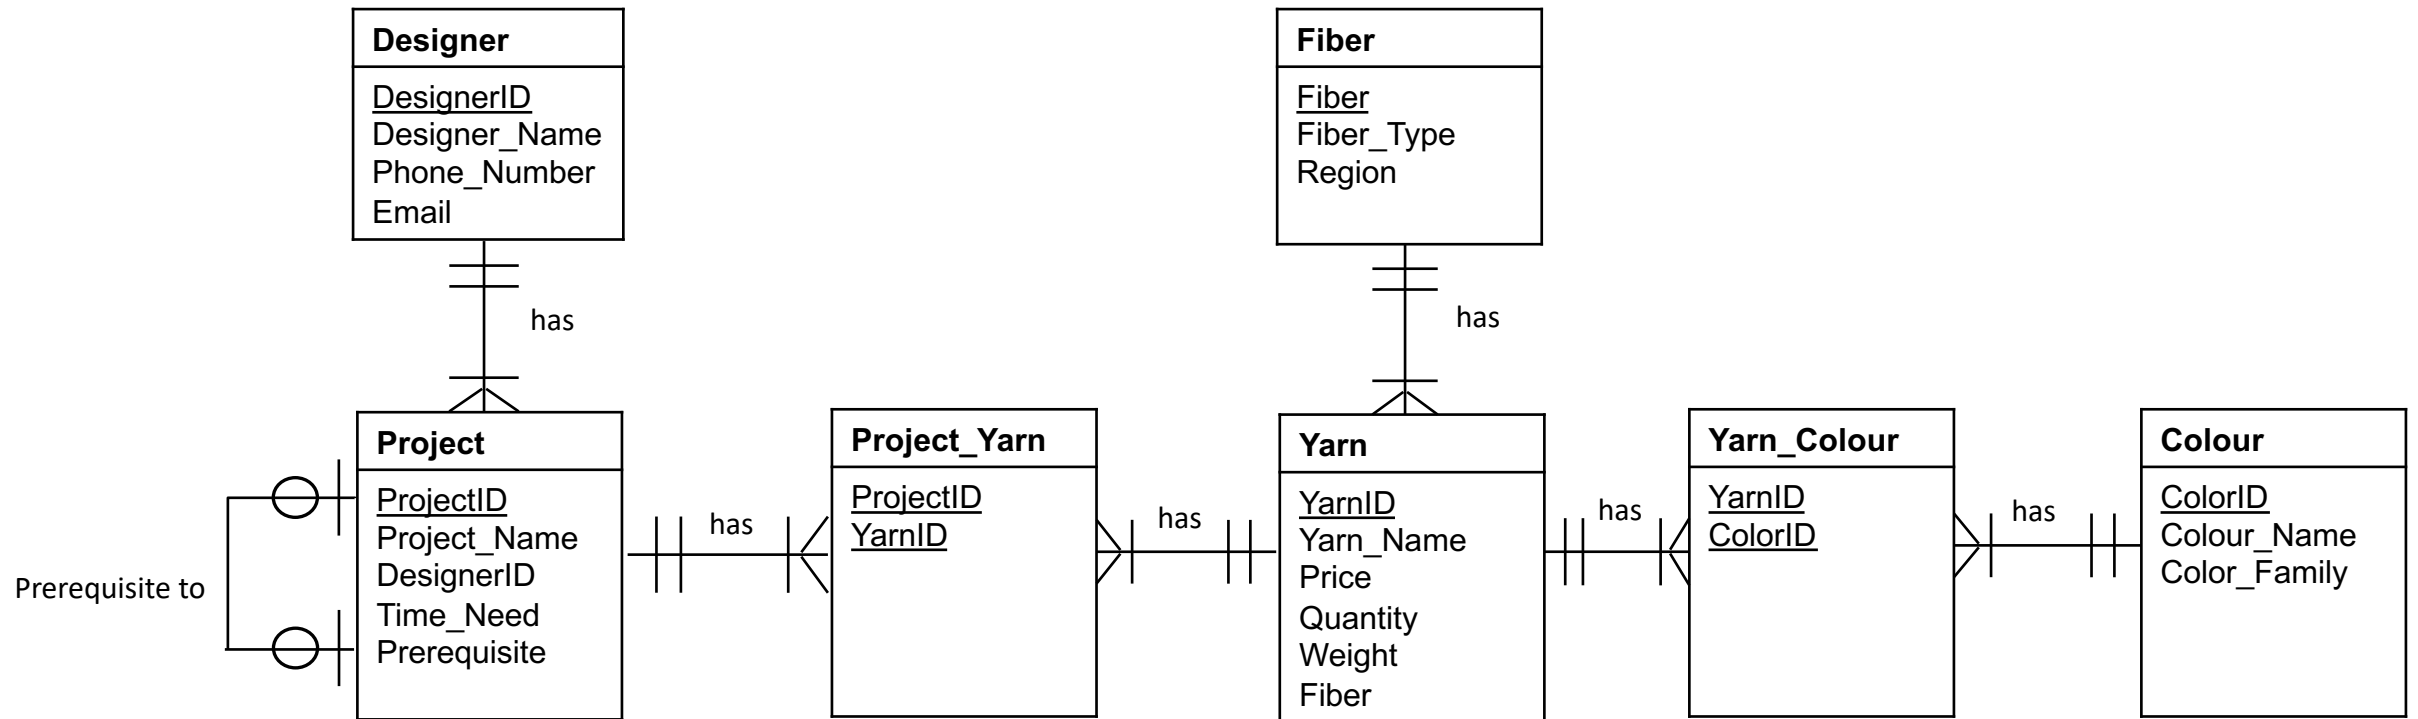 Designer
DesignerID
Designer_Name
Phone_Number
Email
Fiber
Fiber
Fiber_Type
Region
has
has
Project
ProjectID
Project_Name
DesignerID
Time_Need
Prerequisite
Prerequisite to
has
Project_Yarn
ProjectID
YarnID
has
Yarn
YarnID
Yarn_Name
Price
Quantity
Weight
Fiber
has
Yarn_Colour
YarnID
ColorID
has
Colour
ColorID
Colour_Name
Color_Family